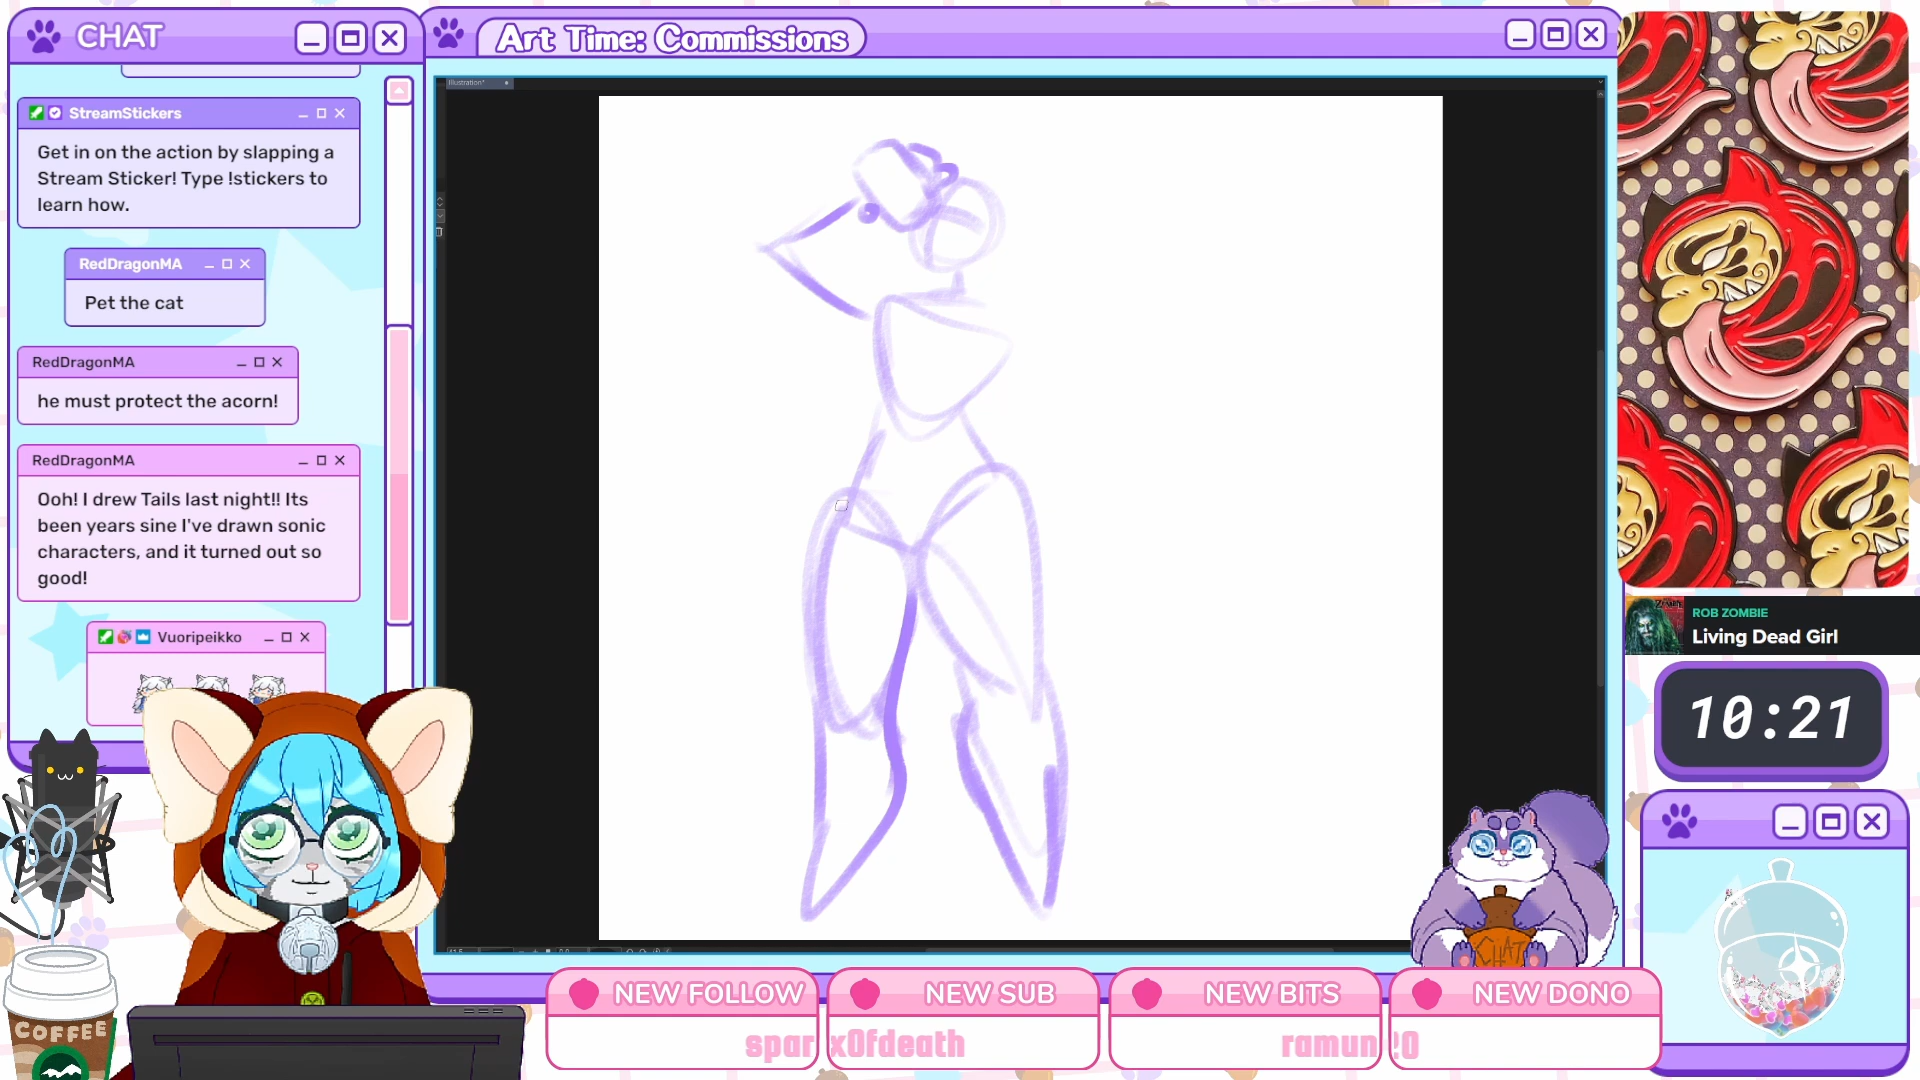 CHAT
Art Time: Commissions
Illustration*
StreamStickers
Get in on the action by slapping a
Stream Sticker! Type !stickers to
learn how.
RedDragonMA
Pet the cat
RedDragonMA
he must protect the acorn!
RedDragonMA
Ooh! I drew Tails last night!! Its
been years sine I've drawn sonic
characters, and it turned out so
good!
Vuoripeikko
ROB ZOMBIE
Living Dead Girl
10:21
CHAT
COFFEE
NEW FOLLOW
NEW SUB
NEW BITS
NEW DONO
spar
x0fdeath
ramun
20